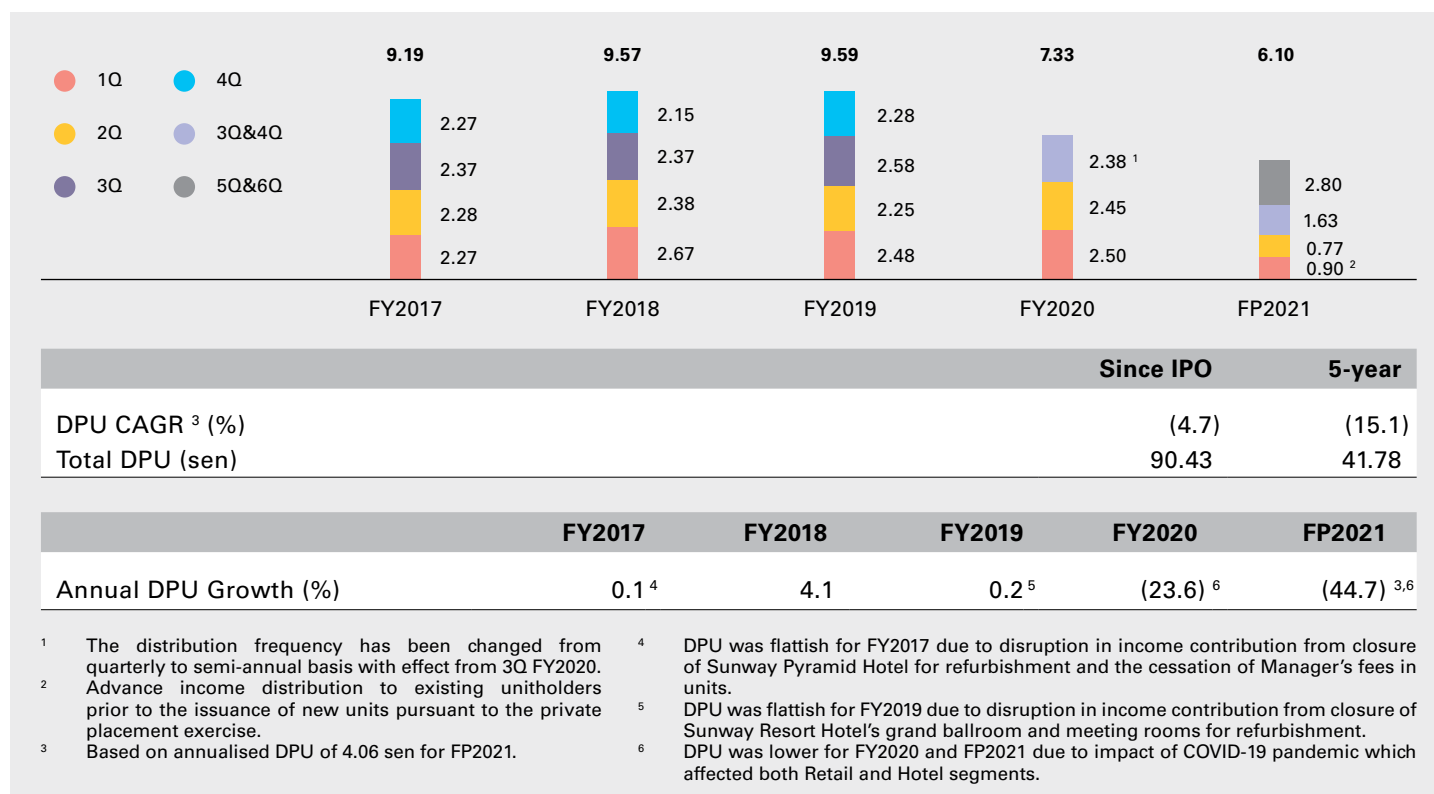 9.19 9.57 9.59 7.33 6.10
1Q 4Q
2Q 3Q&4Q
3Q 5Q&6Q
2.27
2.37
2.28
2.27
2.15
2.37
2.38
2.67
2.28
2.58
2.25
2.48
2.38 1
2.45
2.50
2.80
1.63
0.77
0.90 2
FY2017 FY2018 FY2019 FY2020 FP2021
Since IPO 5-year
DPU CAGR 3 (%) (4.7) (15.1)
Total DPU (sen) 90.43 41.78
FY2017 FY2018 FY2019 FY2020 FP2021
Annual DPU Growth (%) 0.1 4 4.1 0.2 5 (23.6) 6 (44.7) 3,6
1 The distribution frequency has been changed from
quarterly to semi-annual basis with effect from 3Q FY2020.
2 Advance income distribution to existing unitholders
prior to the issuance of new units pursuant to the private
placement exercise.
3 Based on annualised DPU of 4.06 sen for FP2021.
4 DPU was flattish for FY2017 due to disruption in income contribution from closure
of Sunway Pyramid Hotel for refurbishment and the cessation of Manager's fees in
units.
5 DPU was flattish for FY2019 due to disruption in income contribution from closure of
Sunway Resort Hotel's grand ballroom and meeting rooms for refurbishment.
6 DPU was lower for FY2020 and FP2021 due to impact of COVID-19 pandemic which
affected both Retail and Hotel segments.